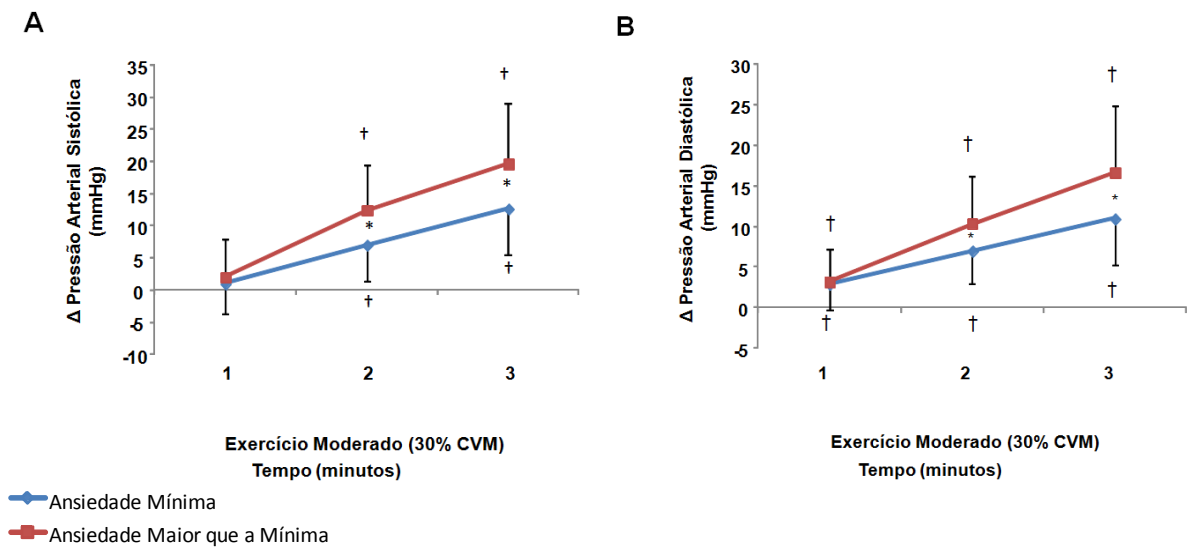 A
Δ Pressão Arterial Sistólica
(mmHg)
35
30
25
20
15
10
5
0
-5
-10
†
†
*
*
†
†
1 2 3
Exercício Moderado (30% CVM)
Tempo (minutos)
B
Δ Pressão Arterial Diastólica
(mmHg)
30
25
20
15
10
5
0
-5
†
†
†
*
*
†
†
†
1 2 3
Exercício Moderado (30% CVM)
Tempo (minutos)
Ansiedade Mínima
Ansiedade Maior que a Mínima